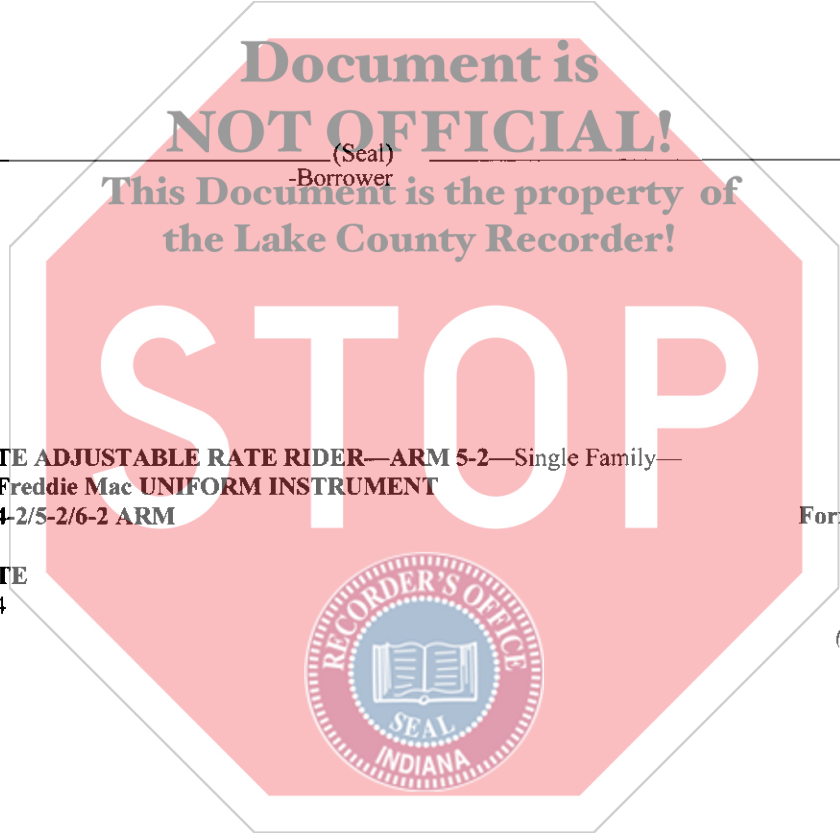 Document is
NOT OFFICIAL!
(Seal)
-Borrower
This Document is the property of
the Lake County Recorder!
STOP
TE ADJUSTABLE RATE RIDER—ARM 5-2—Single Family—
Freddie Mac UNIFORM INSTRUMENT
4-2/5-2/6-2 ARM
TE
4
RECORDER'S OFFICE
SEAL
INDIANA